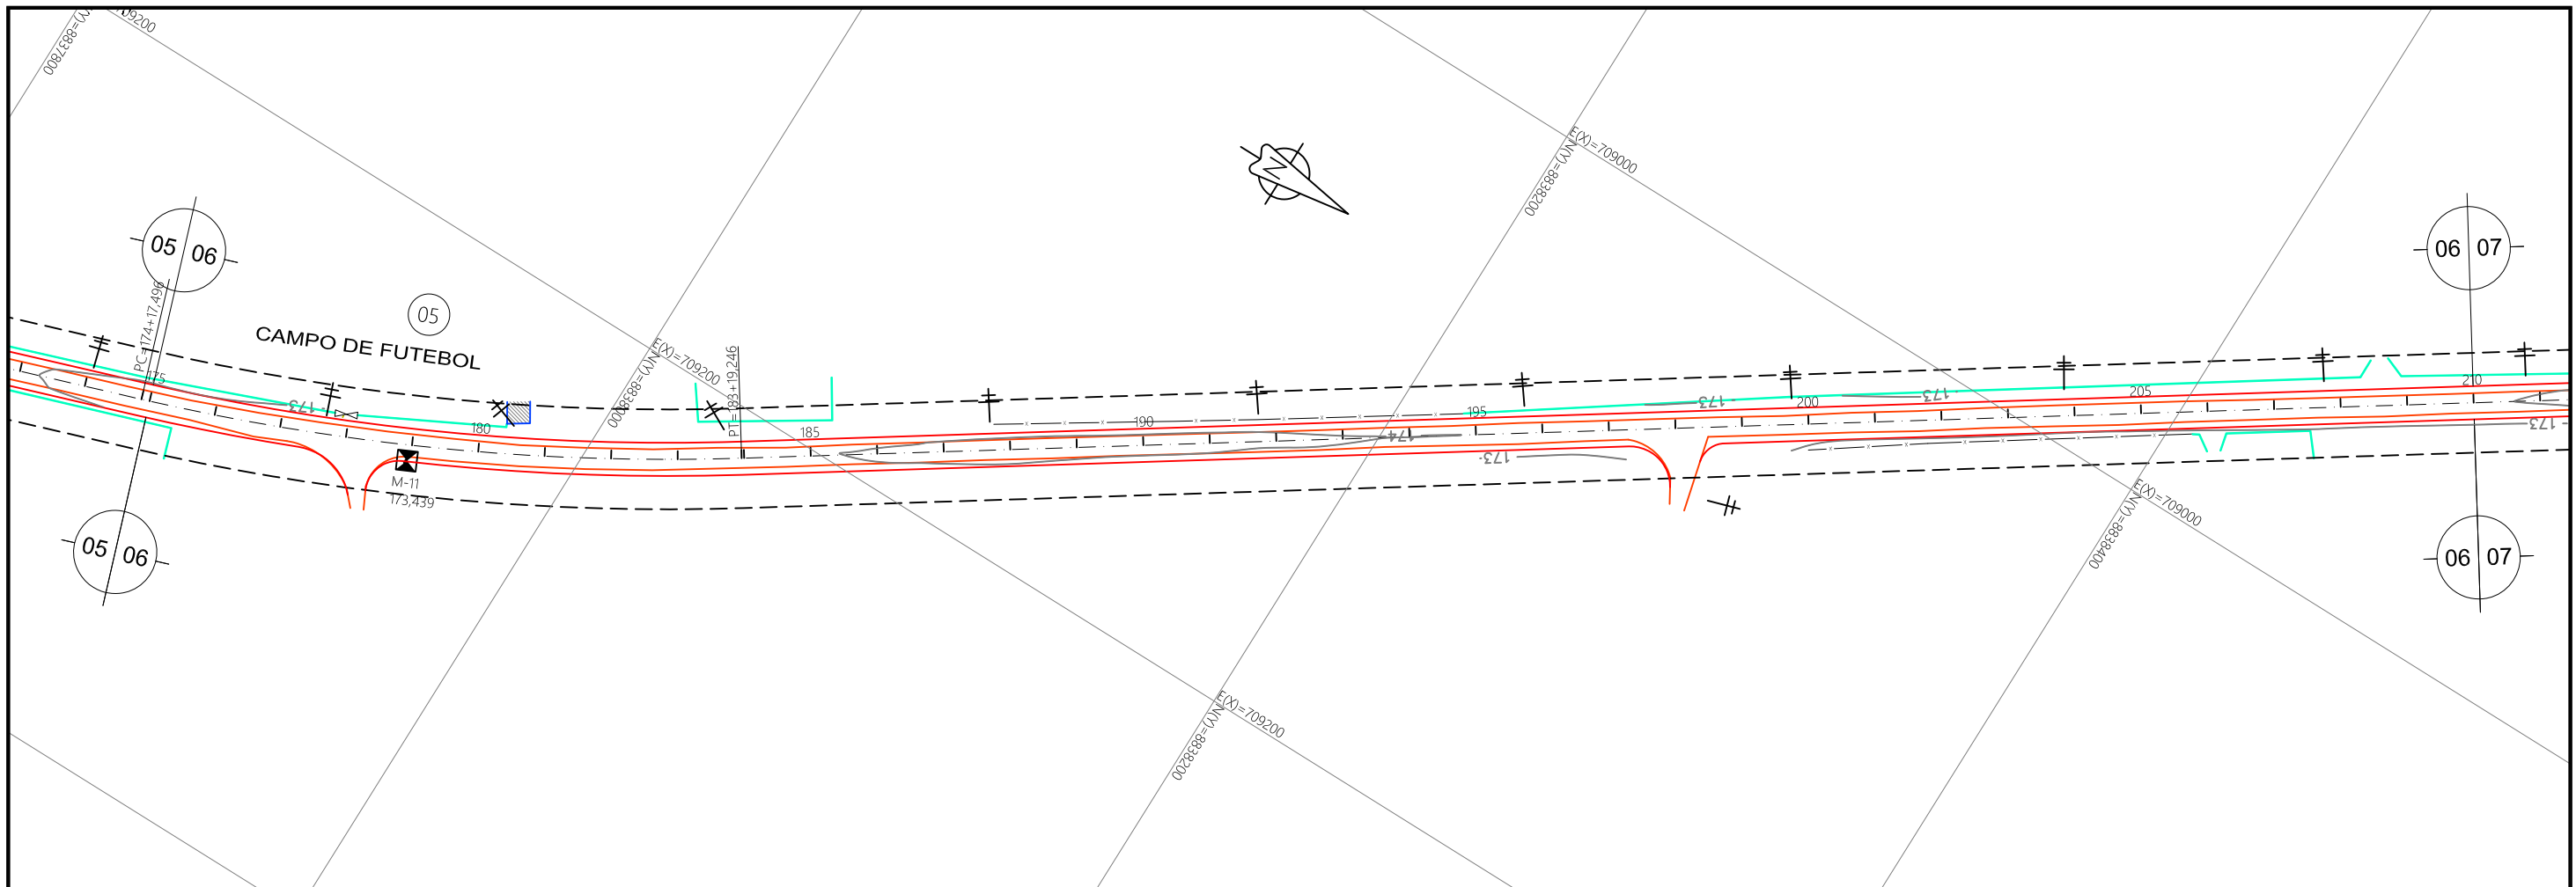 N(Y)=8837800
709200
E(X)=709000
N(Y)=8838200
N
05 06
06 07
PC=174+17,496
05
CAMPO DE FUTEBOL
175
173
180
N(Y)=8838000
E(X)=709200
PT=183+19,246
185
190
174
195
173
173
200
173
205
210
173
M-11
173,439
05 06
06 07
E(X)=709000
N(Y)=8838400
E(X)=709200
N(Y)=8838200